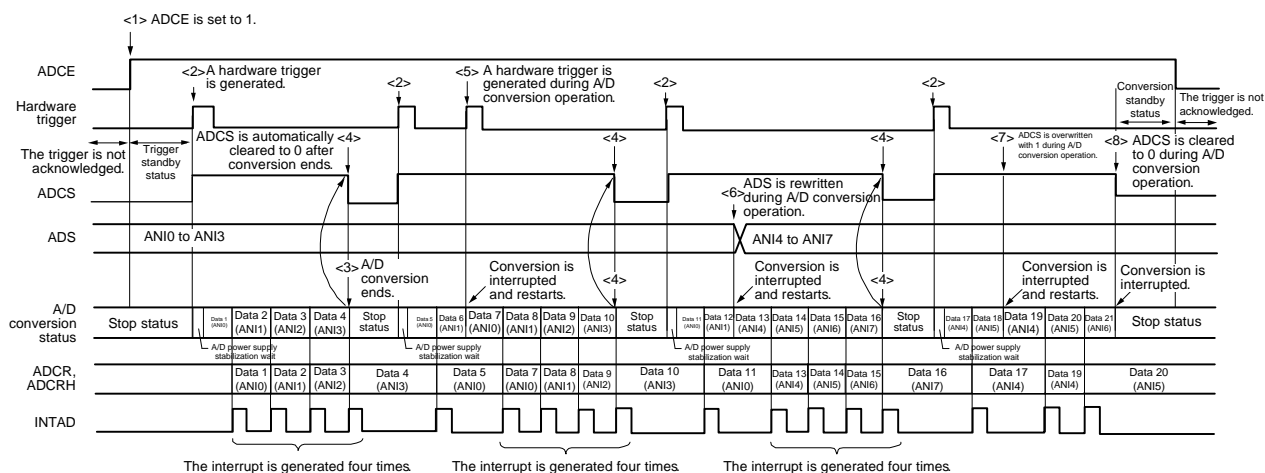 <1> ADCE is set to 1.
ADCE
<2> A hardware trigger
is generated.
<2>
<5> A hardware trigger is
generated during A/D
conversion operation.
<2>
<2>
Conversion
standby
status
The trigger is not
acknowledged.
Hardware
trigger
The trigger is not
acknowledged.
Trigger
standby
status
ADCS is automatically
cleared to 0 after
conversion ends.
<4>
<4>
<4>
<7> ADCS is overwritten
with 1 during A/D
conversion operation.
<8> ADCS is cleared
to 0 during A/D
conversion
operation.
ADCS
<6> ADS is rewritten
during A/D conversion
operation.
ADS
ANI0 to ANI3
ANI4 to ANI7
<3> A/D
conversion
ends.
Conversion is
interrupted
and restarts.
<4>
Conversion is
interrupted
and restarts.
<4>
Conversion is
interrupted
and restarts.
Conversion is
interrupted.
A/D
conversion
status
Stop status
Data 1
(ANI0)
Data 2
(ANI1)
Data 3
(ANI2)
Data 4
(ANI3)
Stop
status
Data 5
(ANI0)
Data 6
(ANI1)
Data 7
(ANI0)
Data 8
(ANI1)
Data 9
(ANI2)
Data 10
(ANI3)
Stop
status
Data 11
(ANI0)
Data 12
(ANI1)
Data 13
(ANI4)
Data 14
(ANI5)
Data 15
(ANI6)
Data 16
(ANI7)
Stop
status
Data 17
(ANI4)
Data 18
(ANI5)
Data 19
(ANI4)
Data 20
(ANI5)
Data 21
(ANI6)
Stop status
A/D power supply
stabilization wait
A/D power supply
stabilization wait
A/D power supply
stabilization wait
A/D power supply
stabilization wait
ADCR,
ADCRH
Data 1
(ANI0)
Data 2
(ANI1)
Data 3
(ANI2)
Data 4
(ANI3)
Data 5
(ANI0)
Data 7
(ANI0)
Data 8
(ANI1)
Data 9
(ANI2)
Data 10
(ANI3)
Data 11
(ANI0)
Data 13
(ANI4)
Data 14
(ANI5)
Data 15
(ANI6)
Data 16
(ANI7)
Data 17
(ANI4)
Data 19
(ANI4)
Data 20
(ANI5)
INTAD
The interrupt is generated four times.
The interrupt is generated four times.
The interrupt is generated four times.